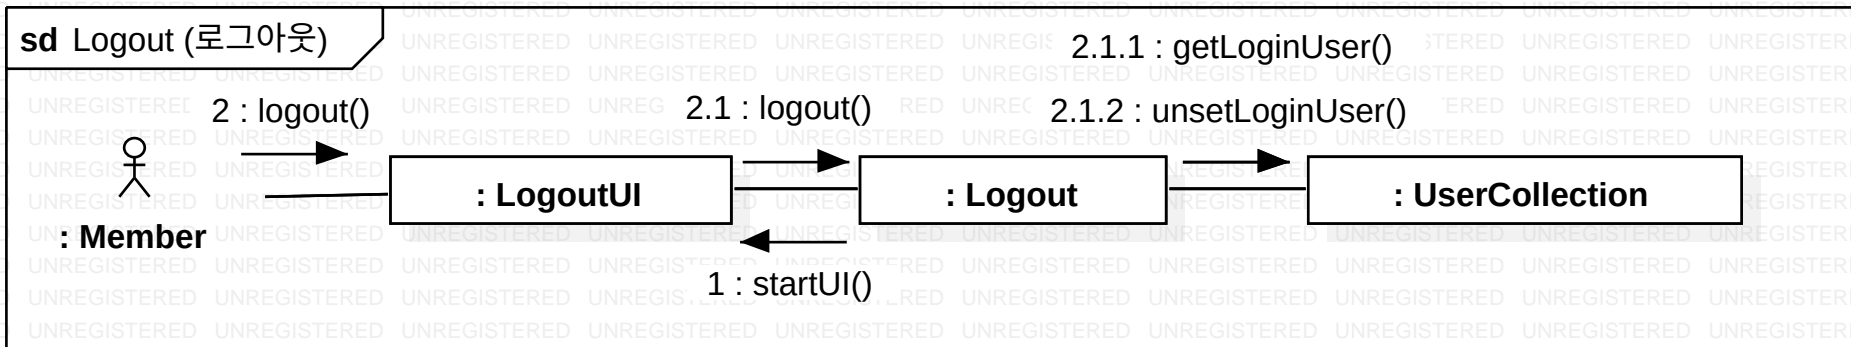 sd Logout (로그아웃)
2.1.1 : getLoginUser()
2 : logout()
2.1 : logout()
2.1.2 : unsetLoginUser()
: LogoutUI
: Logout
: UserCollection
: Member
1 : startUI()
UNREGISTERED